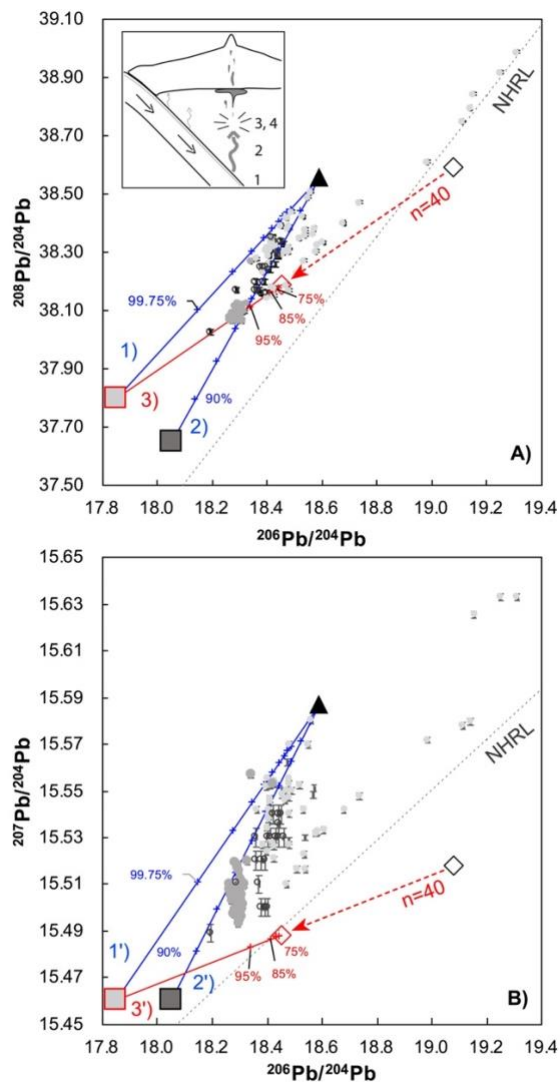 A)
39.10
38.90
38.70
38.50
38.30
38.10
37.90
37.70
37.50
²⁰⁸Pb/²⁰⁴Pb
3, 4
2
1
NHRL
n=40
99.75%
75%
85%
95%
1)
3)
90%
2)
A)
17.8 18.0 18.2 18.4 18.6 18.8 19.0 19.2 19.4
²⁰⁶Pb/²⁰⁴Pb
B)
15.65
15.63
15.61
15.59
15.57
15.55
15.53
15.51
15.49
15.47
15.45
²⁰⁷Pb/²⁰⁴Pb
NHRL
99.75%
n=40
90%
75%
95%
85%
1')
2')
3')
B)
17.8 18.0 18.2 18.4 18.6 18.8 19.0 19.2 19.4
²⁰⁶Pb/²⁰⁴Pb